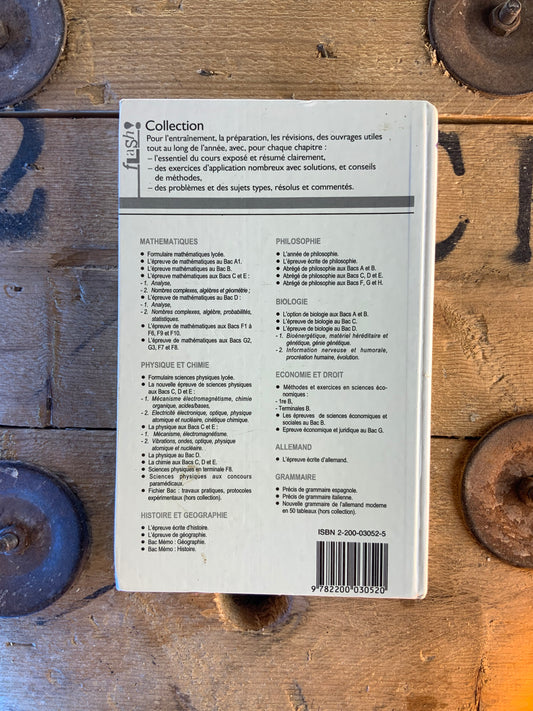 flash!
Collection
Pour l'entraînement, la préparation, les révisions, des ouvrages utiles
tout au long de l'année, avec, pour chaque chapitre :
– l'essentiel du cours exposé et résumé clairement,
– des exercices d'application nombreux avec solutions, et conseils
de méthodes,
– des problèmes et des sujets types, résolus et commentés.
MATHEMATIQUES
● Formulaire mathématiques lycée.
● L'épreuve de mathématiques au Bac A1.
● L'épreuve mathématiques au Bac B.
● L'épreuve de mathématiques aux Bacs C et E :
- 1. Analyse,
- 2. Nombres complexes, algèbres et géométrie ;
● L'épreuve de mathématiques au Bac D :
- 1. Analyse,
- 2. Nombres complexes, algèbre, probabilités,
statistiques.
● L'épreuve de mathématiques aux Bacs F1 à
F6, F9 et F10.
● L'épreuve de mathématiques aux Bacs G2,
G3, F7 et F8.
PHYSIQUE ET CHIMIE
● Formulaire sciences physiques lycée.
● La nouvelle épreuve de sciences physiques
aux Bacs C, D et E :
- 1. Mécanisme électromagnétisme, chimie
organique, acides/bases,
- 2. Electricité électronique, optique, physique
atomique et nucléaire, cinétique chimique.
● La physique aux Bacs C et E :
- 1. Mécanisme, électromagnétisme.
- 2. Vibrations, ondes, optique, physique
atomique et nucléaire.
● La physique au Bac D.
● La chimie aux Bacs C, D et E.
● Sciences physiques en terminale F8.
● Sciences physiques aux concours
paramédicaux.
● Fichier Bac : travaux pratiques, protocoles
expérimentaux (hors collection).
HISTOIRE ET GEOGRAPHIE
● L'épreuve écrite d'histoire.
● L'épreuve de géographie.
● Bac Mémo : Géographie.
● Bac Mémo : Histoire.
PHILOSOPHIE
● L'année de philosophie.
● L'épreuve écrite de philosophie.
● Abrégé de philosophie aux Bacs A et B.
● Abrégé de philosophie aux Bacs C, D et E.
● Abrégé de philosophie aux Bacs F, G et H.
BIOLOGIE
● L'option de biologie aux Bacs A et B.
● L'épreuve de biologie au Bac C.
● L'épreuve de biologie au Bac D.
- 1. Bioénergétique, matériel héréditaire et
génétique, génie génétique.
- 2. Information nerveuse et humorale,
procréation humaine, évolution.
ECONOMIE ET DROIT
● Méthodes et exercices en sciences éco-
nomiques :
- 1re B,
- Terminales B.
● Les épreuves de sciences économiques et
sociales au Bac B.
● Epreuve économique et juridique au Bac G.
ALLEMAND
● L'épreuve écrite d'allemand.
GRAMMAIRE
● Précis de grammaire espagnole.
● Précis de grammaire italienne.
● Nouvelle grammaire de l'allemand moderne
en 50 tableaux (hors collection).
ISBN 2-200-03052-5
9 782200 030520